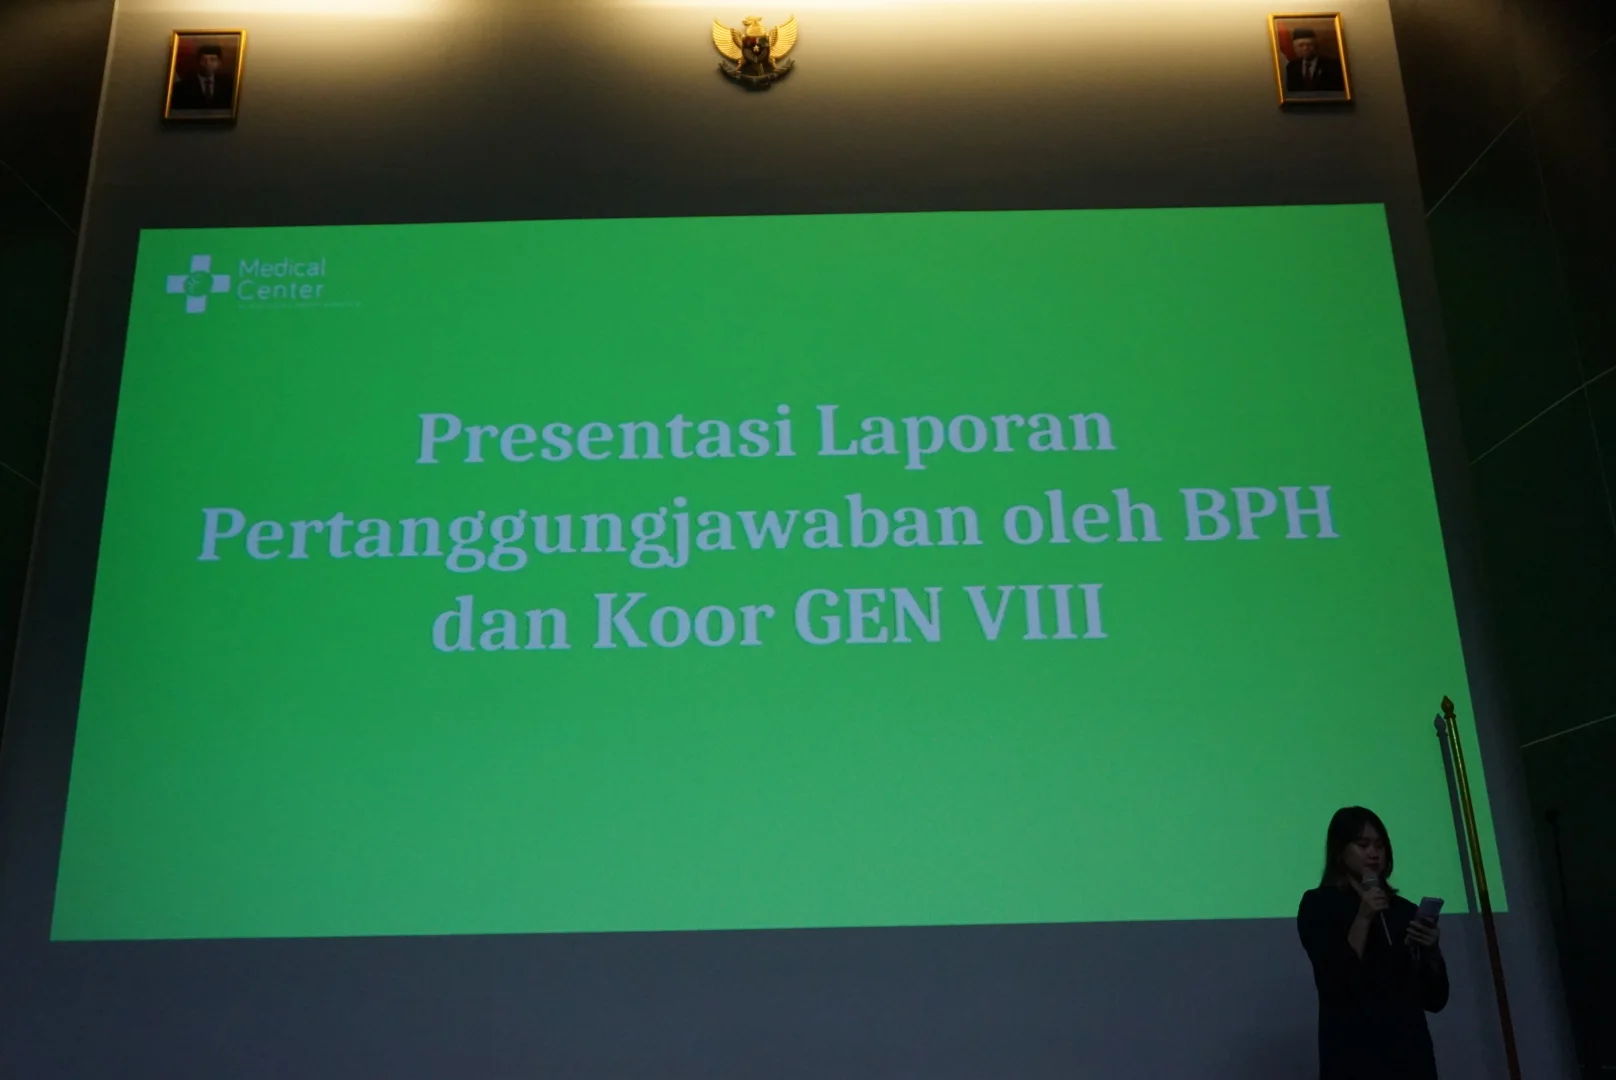 Medical
Center
Presentasi Laporan
Pertanggungjawaban oleh BPH
dan Koor GEN VIII